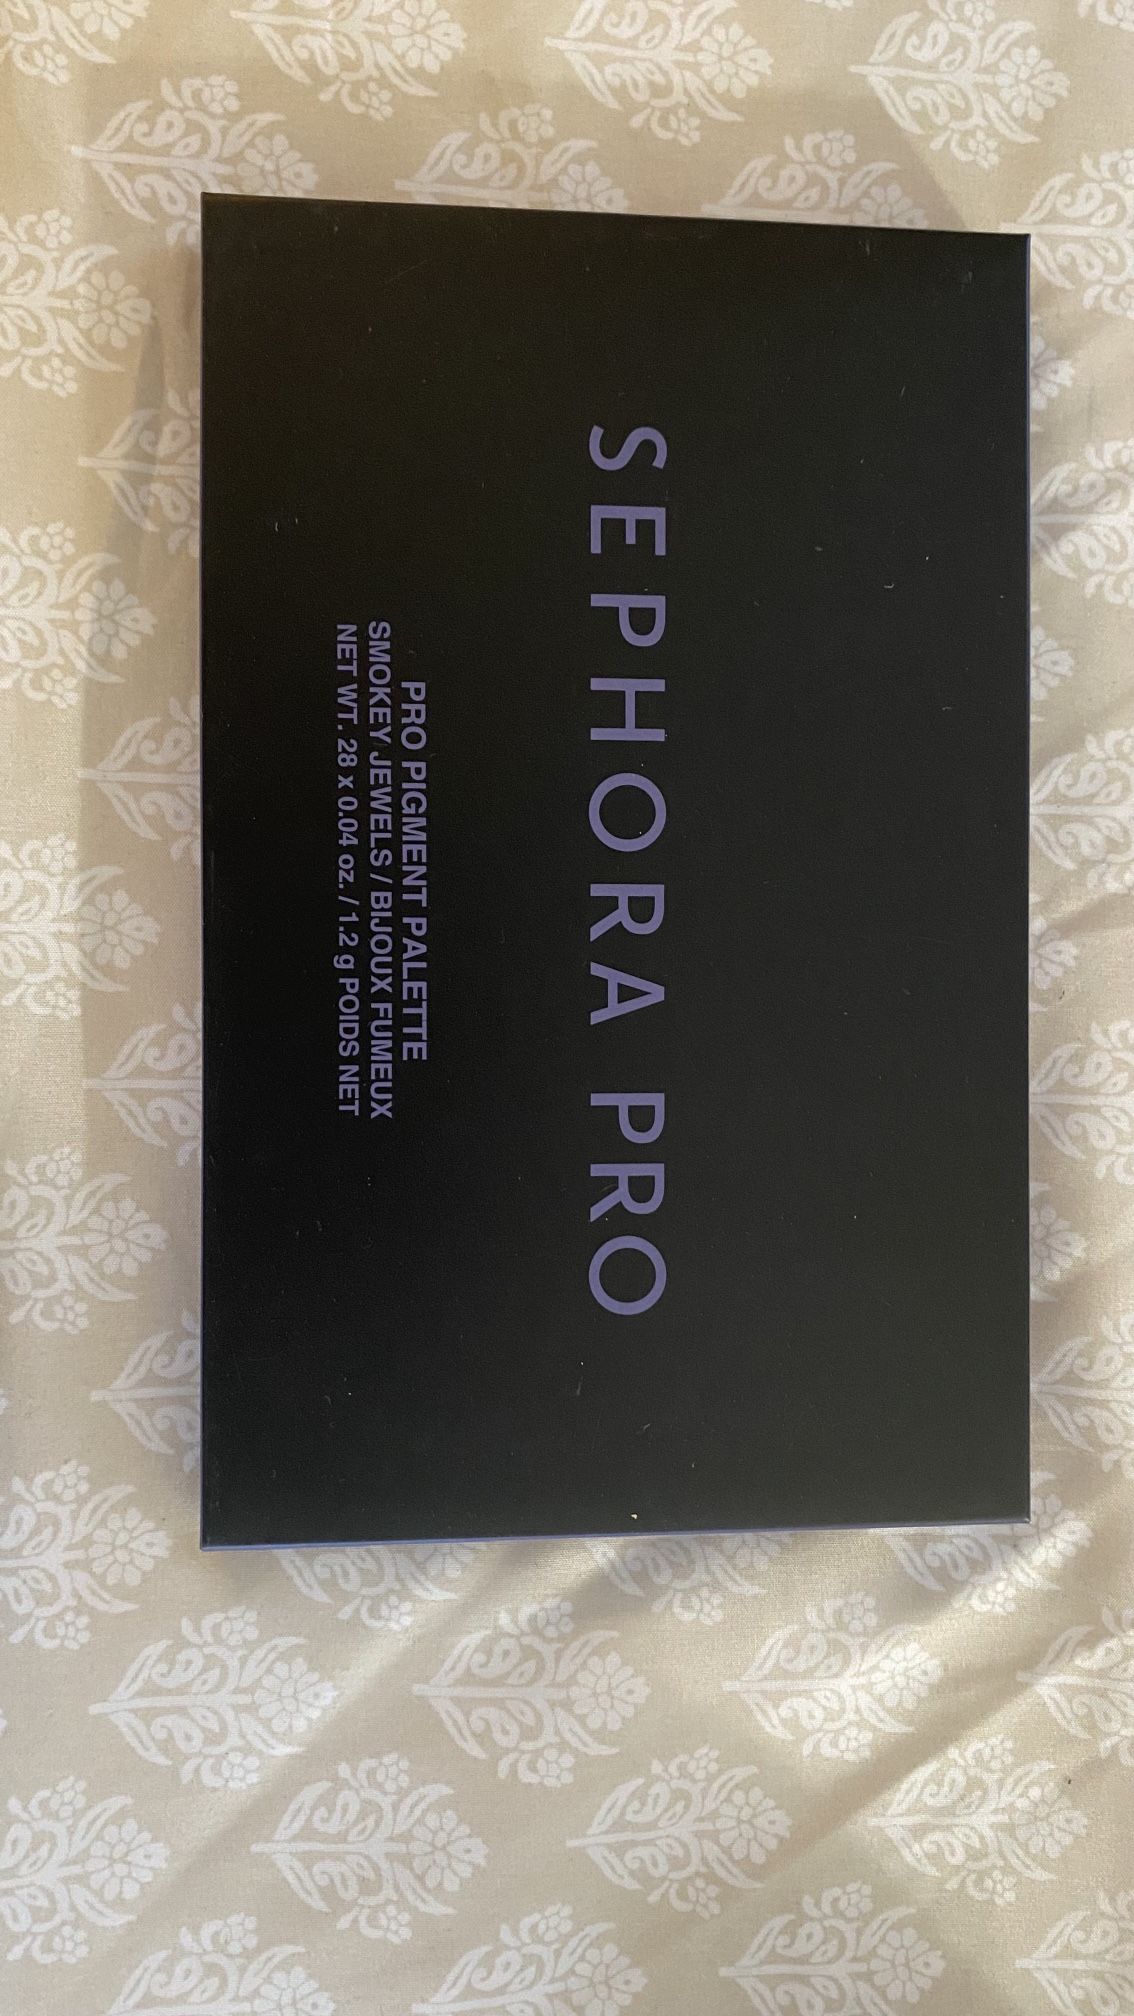 SEPHORA PRO
PRO PIGMENT PALETTE
SMOKEY JEWELS / BIJOUX FUMEUX
NET WT. 28 x 0.04 oz. / 1.2 g POIDS NET